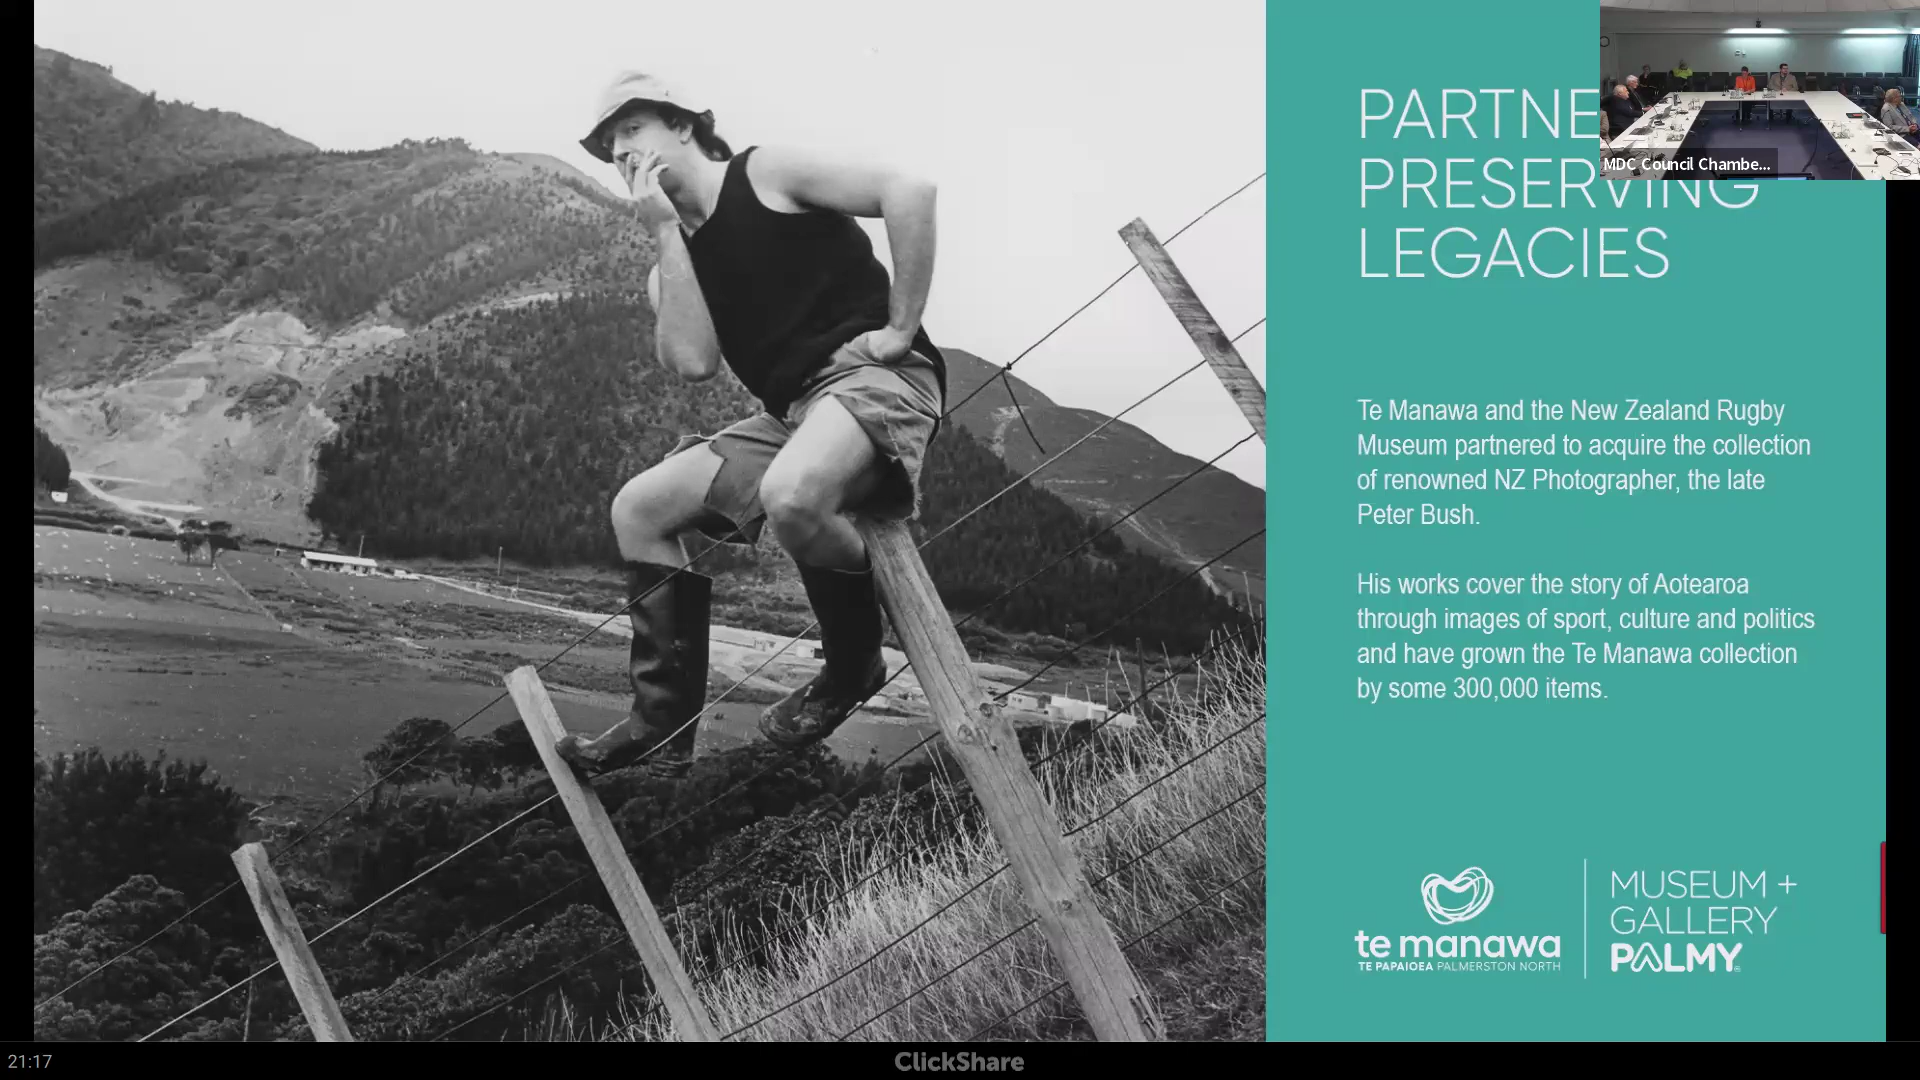 PARTNE
PRESERVING
LEGACIES
MDC Council Chambe...
Te Manawa and the New Zealand Rugby
Museum partnered to acquire the collection
of renowned NZ Photographer, the late
Peter Bush.
His works cover the story of Aotearoa
through images of sport, culture and politics
and have grown the Te Manawa collection
by some 300,000 items.
te manawa
TE PAPAIOEA PALMERSTON NORTH
MUSEUM +
GALLERY
PALMY
21:17
ClickShare